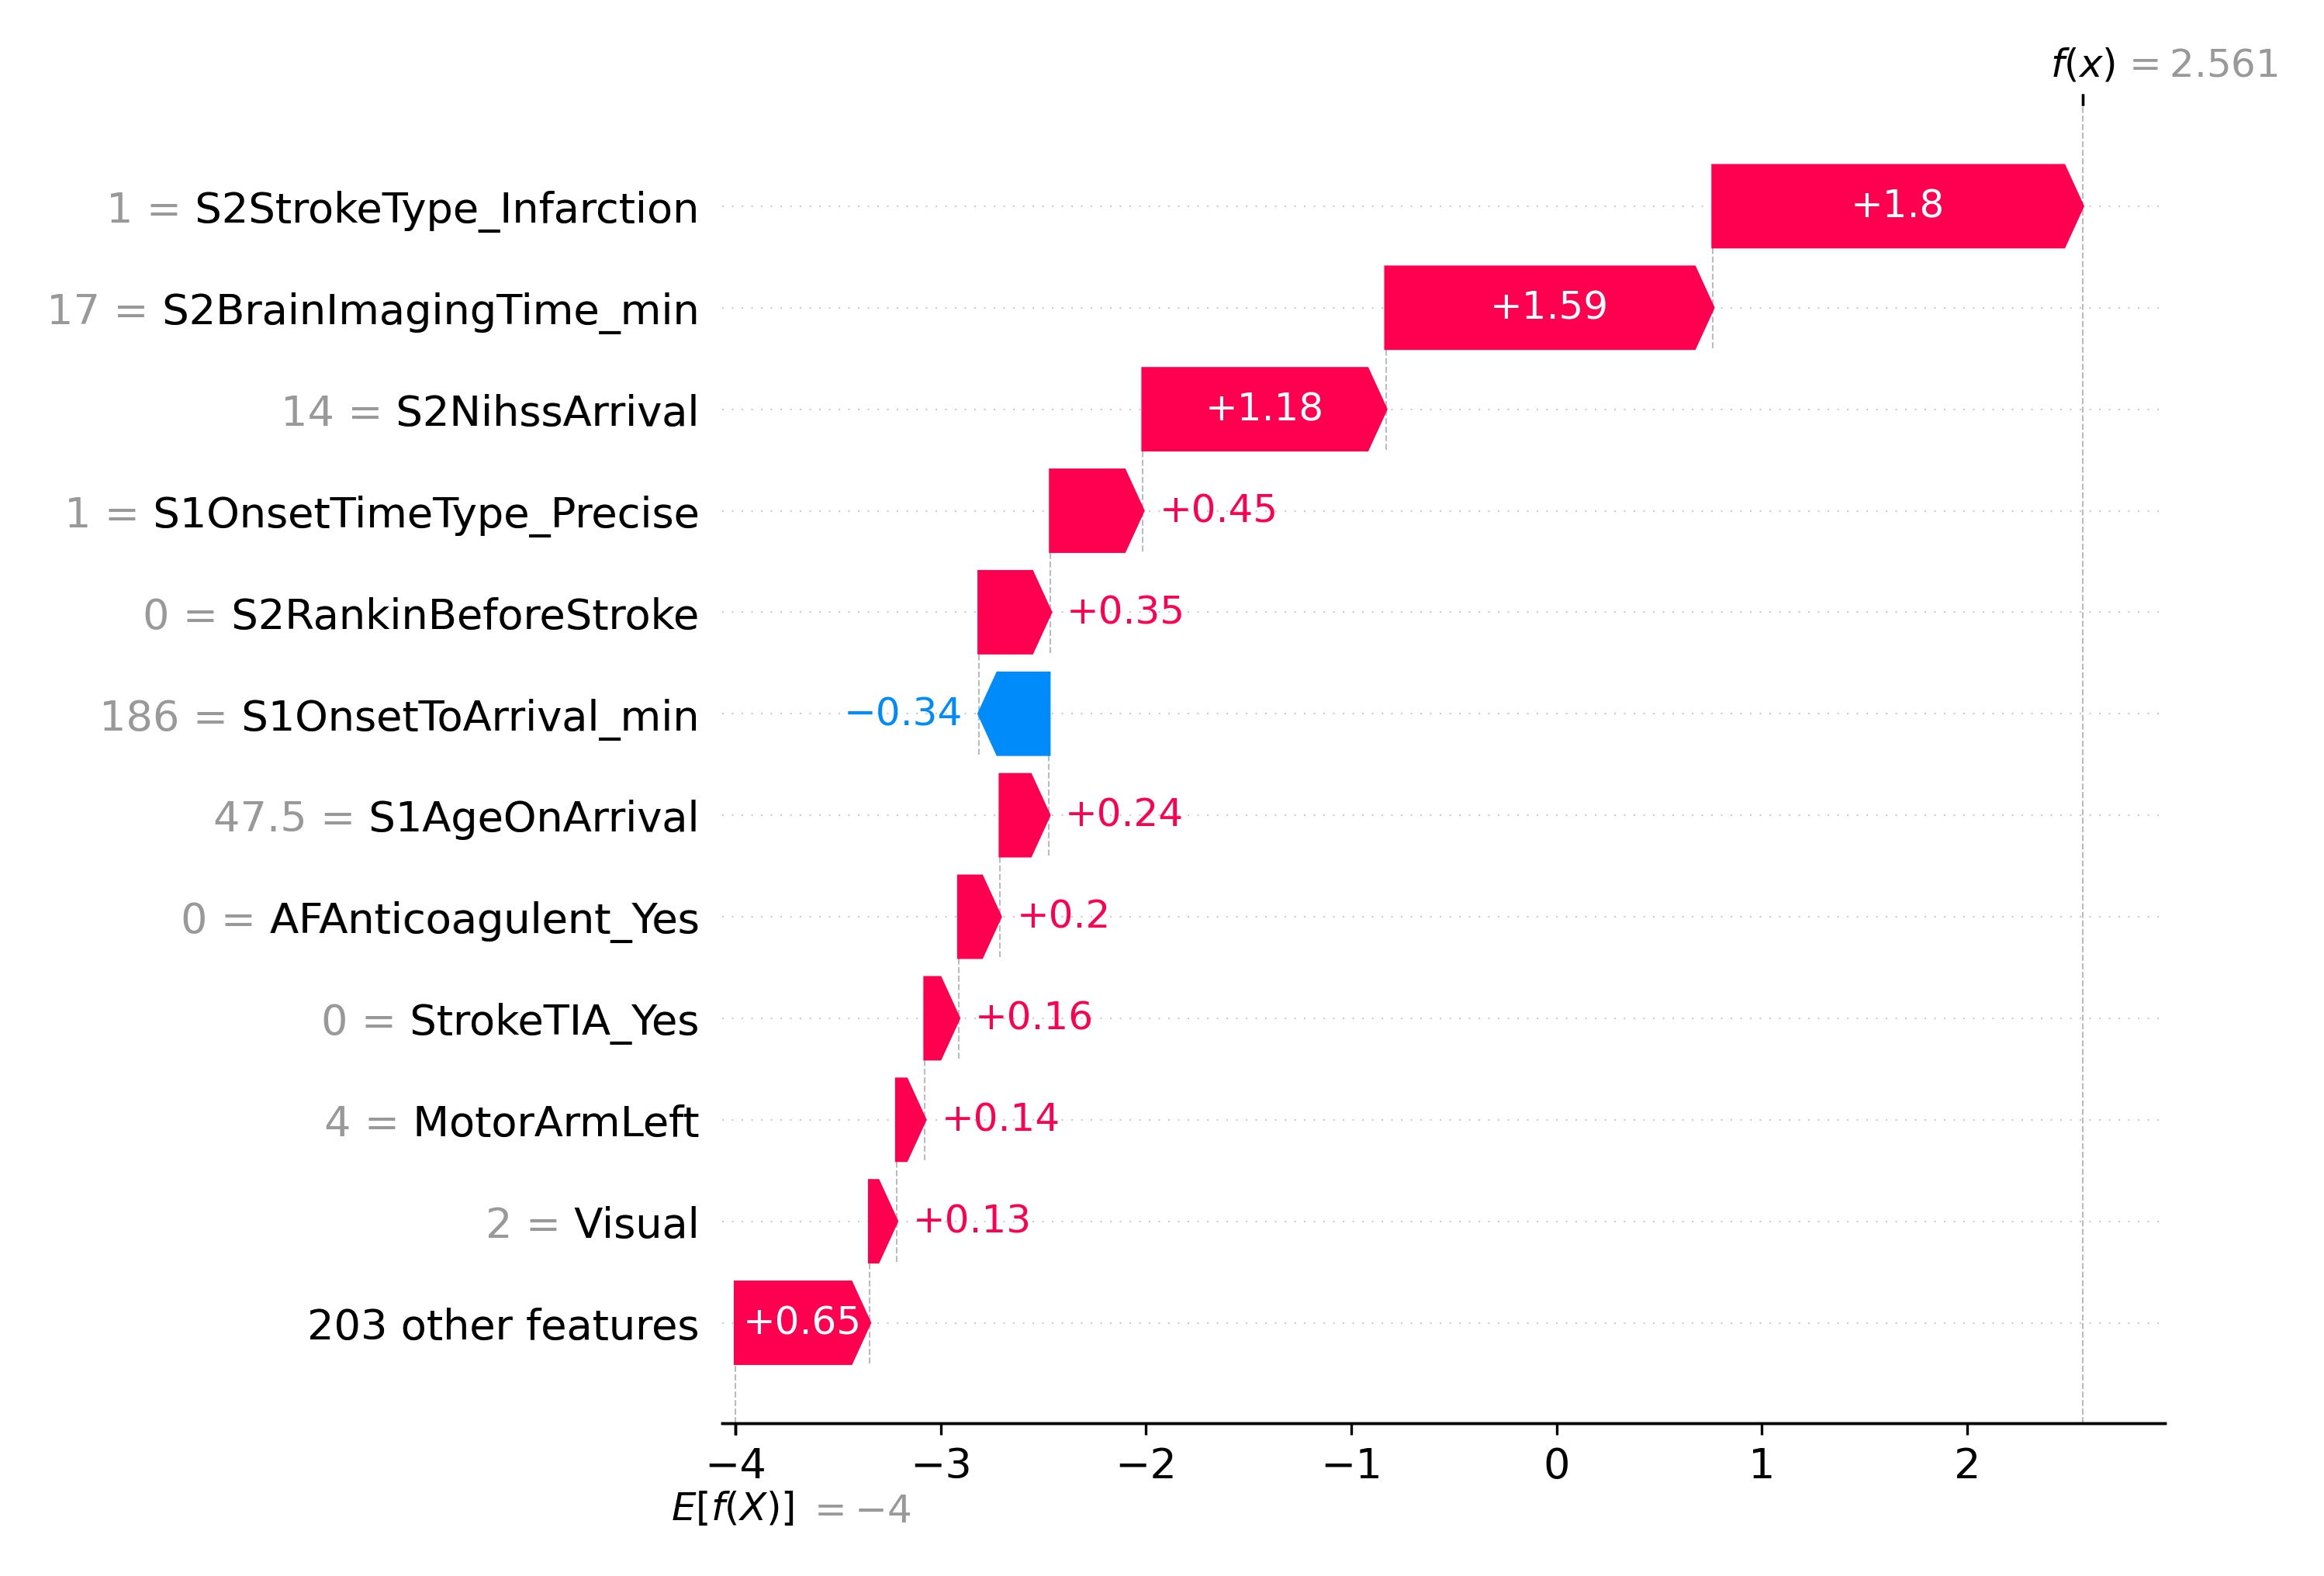 f(x) = 2.561
1 = S2StrokeType_Infarction +1.8
17 = S2BrainImagingTime_min +1.59
14 = S2NihssArrival +1.18
1 = S1OnsetTimeType_Precise +0.45
0 = S2RankinBeforeStroke +0.35
186 = S1OnsetToArrival_min −0.34
47.5 = S1AgeOnArrival +0.24
0 = AFAnticoagulent_Yes +0.2
0 = StrokeTIA_Yes +0.16
4 = MotorArmLeft +0.14
2 = Visual +0.13
203 other features +0.65
−4 −3 −2 −1 0 1 2
E[f(X)] = −4